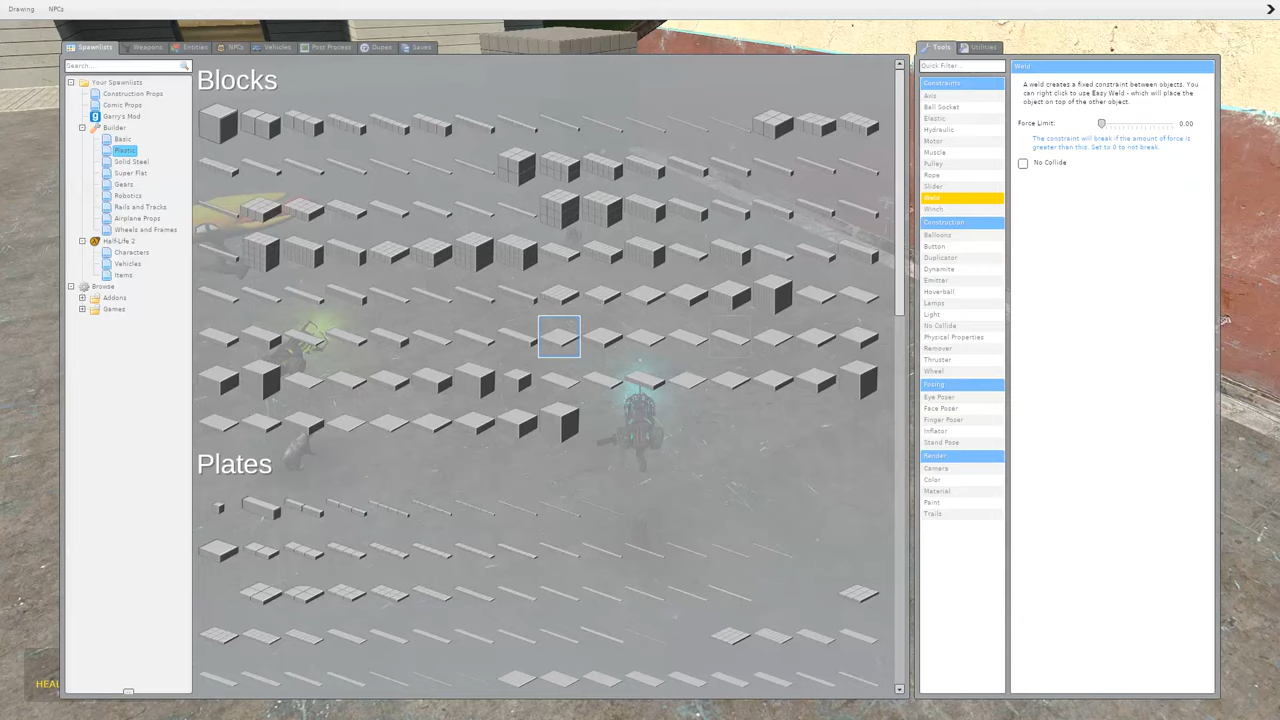 Drawing NPCs
Spawnlists Weapons Entities NPCs Vehicles Post Process Dupes Saves
Search...
Your Spawnlists
Construction Props
Comic Props
Garry's Mod
Builder
Basic
Plastic
Solid Steel
Super Flat
Gears
Robotics
Rails and Tracks
Airplane Props
Wheels and Frames
Half-Life 2
Characters
Vehicles
Items
Browse
Addons
Games
Blocks
Plates
HEAL
Tools Utilities
Quick Filter...
Constraints
Axis
Ball Socket
Elastic
Hydraulic
Motor
Muscle
Pulley
Rope
Slider
Weld
Winch
Construction
Balloons
Button
Duplicator
Dynamite
Emitter
Hoverball
Lamps
Light
No Collide
Physical Properties
Remover
Thruster
Wheel
Posing
Eye Poser
Face Poser
Finger Poser
Inflator
Stand Pose
Render
Camera
Color
Material
Paint
Trails
Weld
A weld creates a fixed constraint between objects. You
can right click to use Eazy Weld - which will place the
object on top of the other object.
Force Limit: 0.00
The constraint will break if the amount of force is
greater than this. Set to 0 to not break.
No Collide